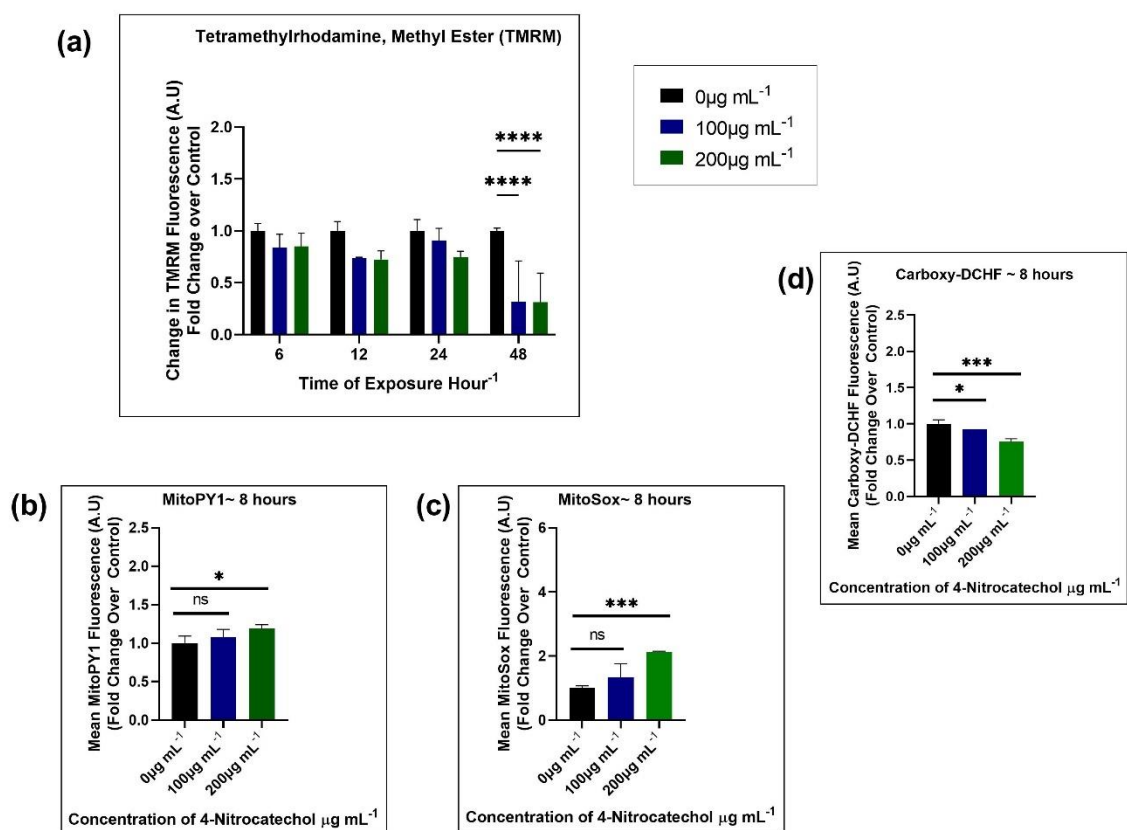 (a)
Tetramethylrhodamine, Methyl Ester (TMRM)
Change in TMRM Fluorescence (A.U)
Fold Change over Control
2.0
1.5
1.0
0.5
0.0
****
****
6 12 24 48
Time of Exposure Hour⁻¹
0µg mL⁻¹
100µg mL⁻¹
200µg mL⁻¹
(d)
Carboxy-DCHF ~ 8 hours
Mean Carboxy-DCHF Fluorescence (A.U)
(Fold Change Over Control)
2.5
2.0
1.5
1.0
0.5
0.0
***
*
0µg mL⁻¹
100µg mL⁻¹
200µg mL⁻¹
Concentration of 4-Nitrocatechol µg mL⁻¹
(b)
MitoPY1~ 8 hours
Mean MitoPY1 Fluorescence (A.U)
(Fold Change Over Control)
2.5
2.0
1.5
1.0
0.5
0.0
*
ns
0µg mL⁻¹
100µg mL⁻¹
200µg mL⁻¹
Concentration of 4-Nitrocatechol µg mL⁻¹
(c)
MitoSox~ 8 hours
Mean MitoSox Fluorescence (A.U)
(Fold Change Over Control)
6
4
2
0
***
ns
0µg mL⁻¹
100µg mL⁻¹
200µg mL⁻¹
Concentration of 4-Nitrocatechol µg mL⁻¹